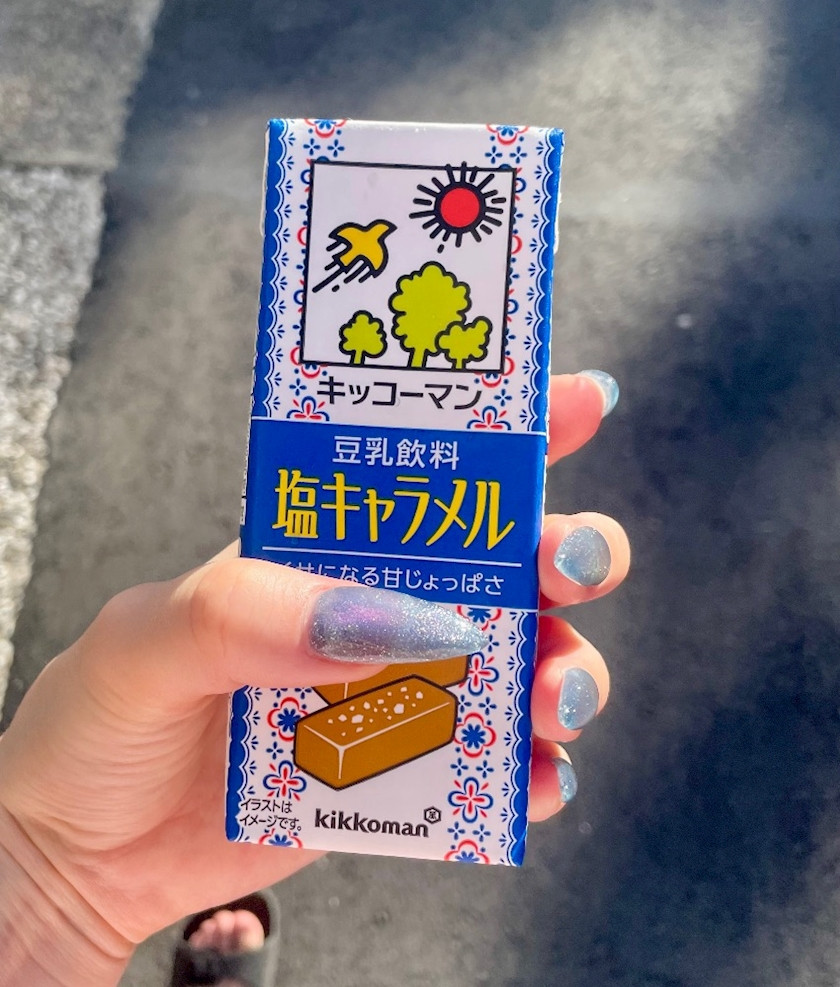 キッコーマン
豆乳飲料
塩キャラメル
になる甘じょっぱさ
イラストは
イメージです。
kikkoman